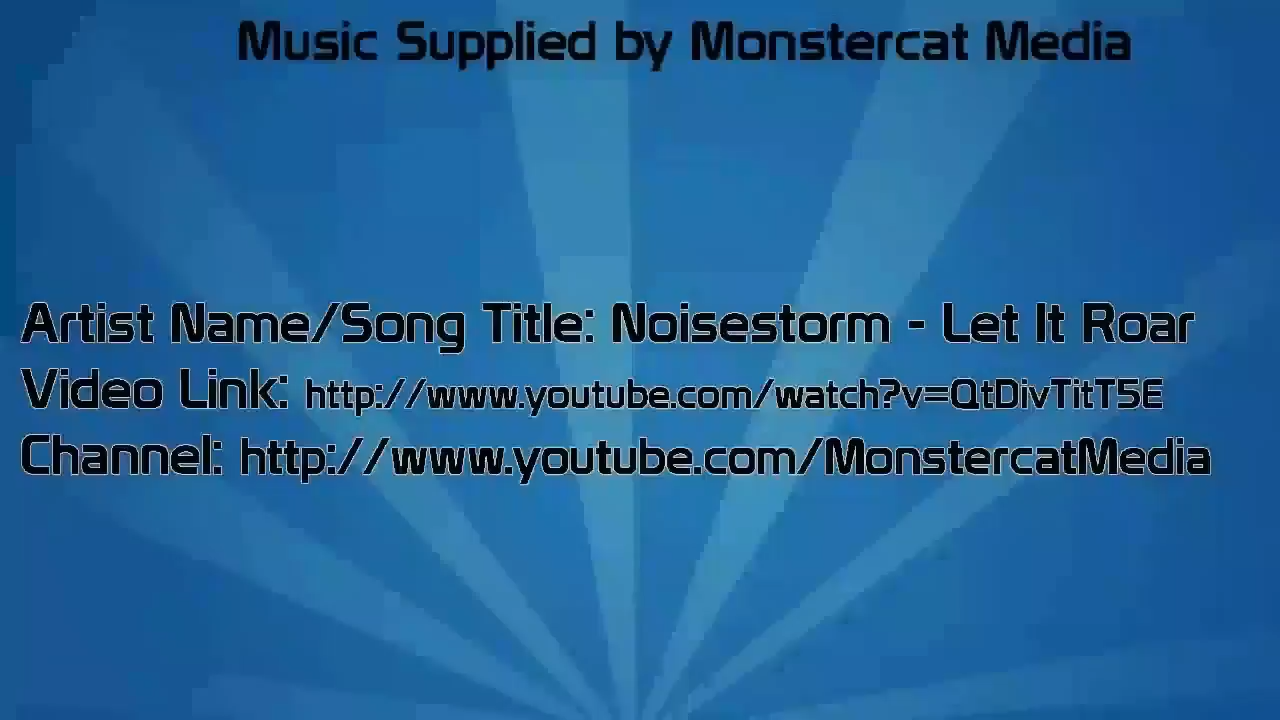 Music Supplied by Monstercat Media
Artist Name/Song Title: Noisestorm - Let It Roar
Video Link: http://www.youtube.com/watch?v=QtDivTitT5E
Channel: http://www.youtube.com/MonstercatMedia